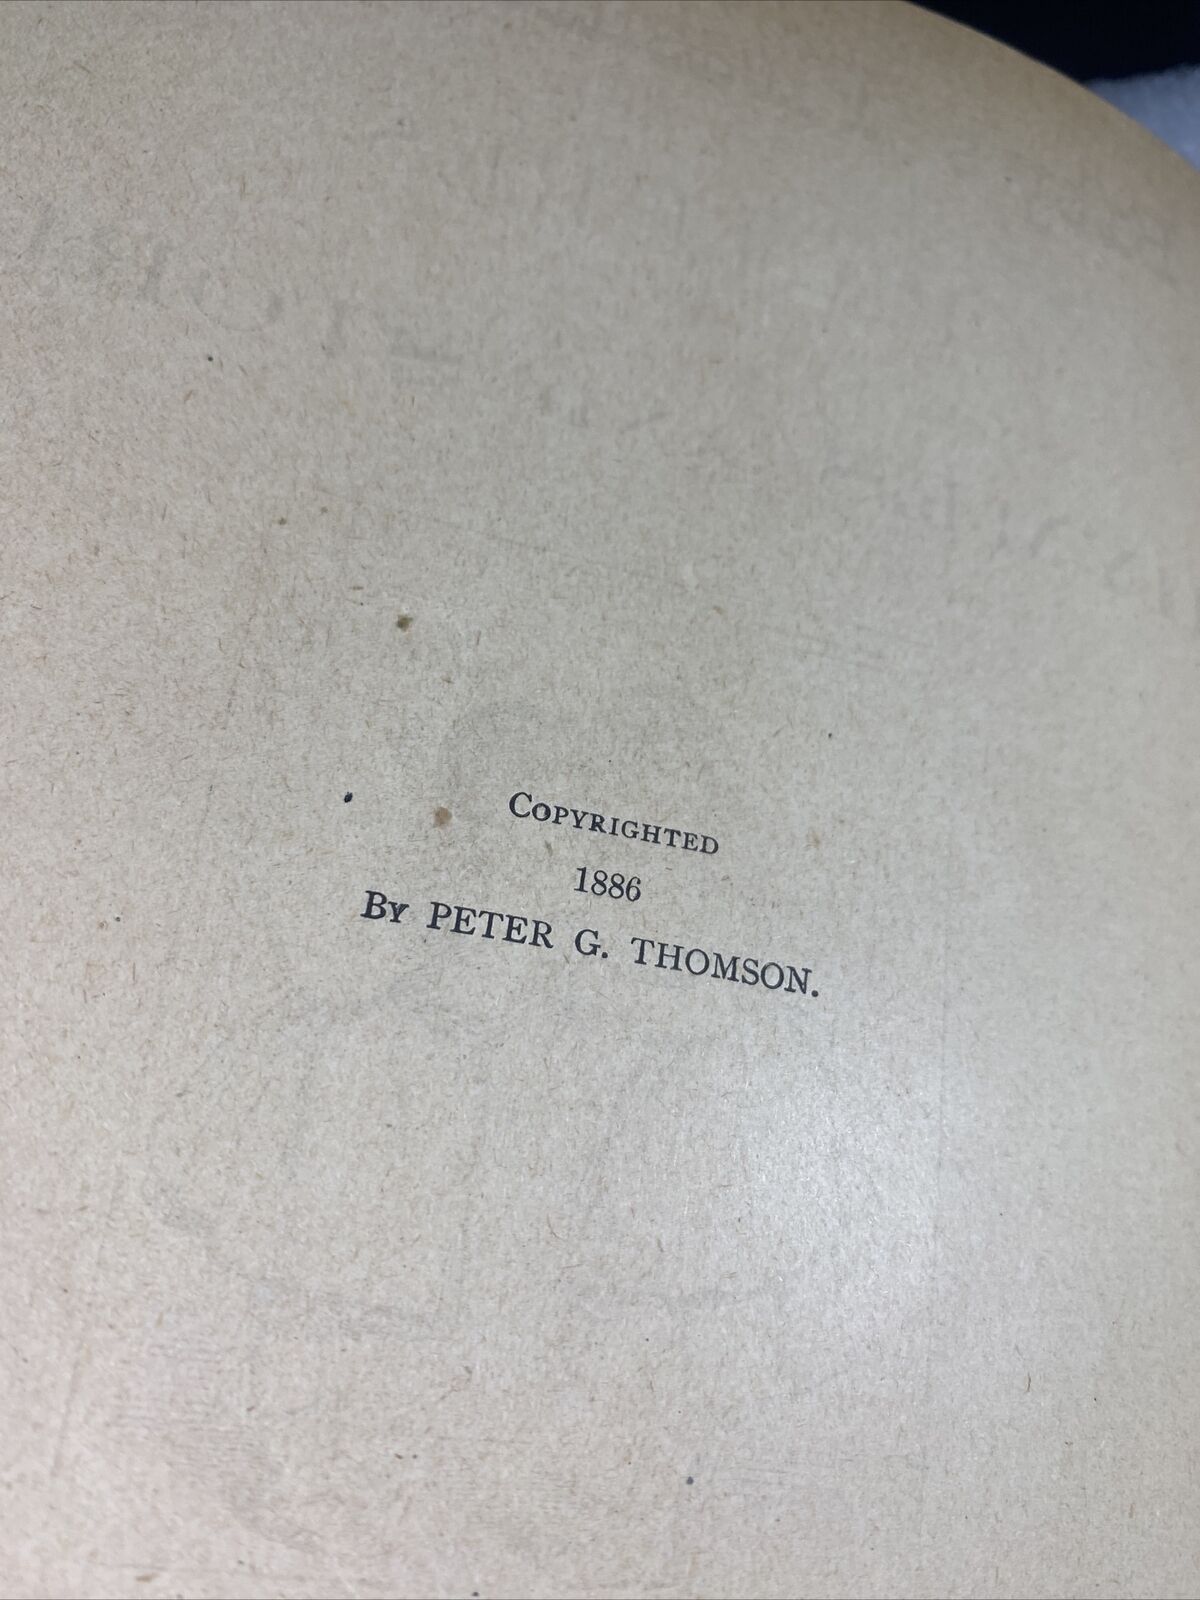 Copyrighted
1886
By PETER G. THOMSON.